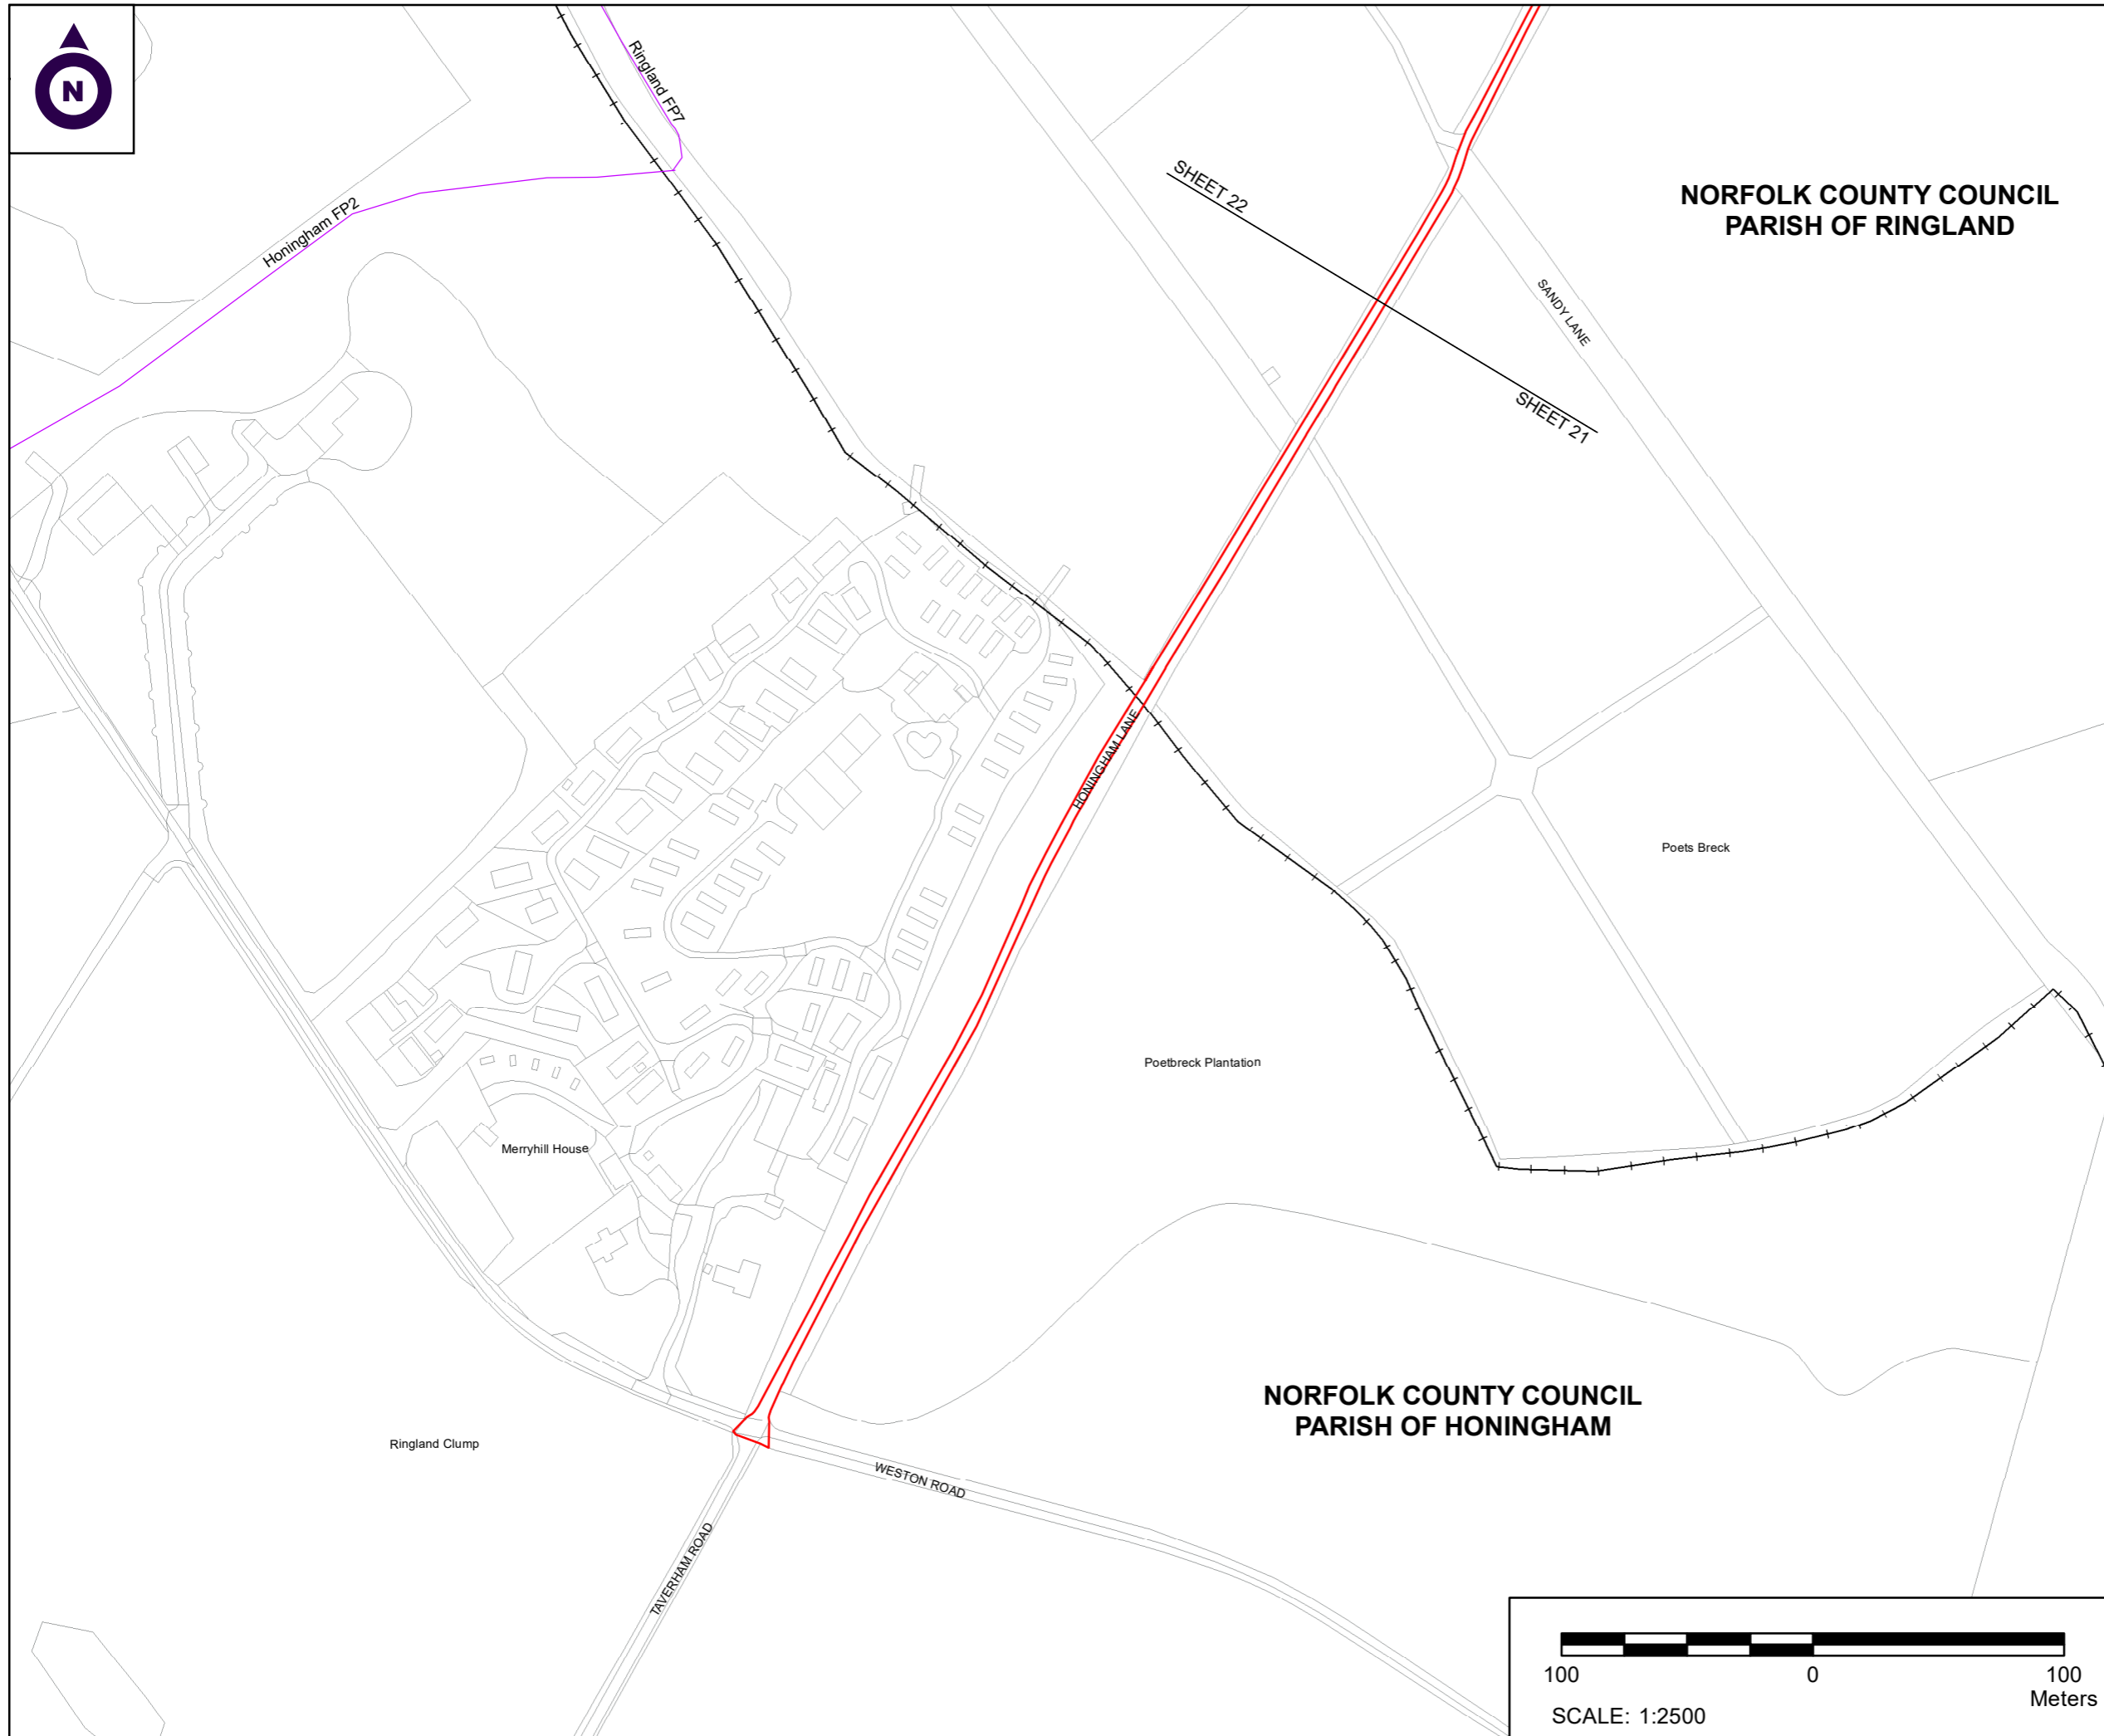 N
Ringland FP7
Honingham FP2
SHEET 22
NORFOLK COUNTY COUNCIL
PARISH OF RINGLAND
SANDY LANE
SHEET 21
HONINGHAM LANE
Poets Breck
Poetbreck Plantation
Merryhill House
NORFOLK COUNTY COUNCIL
PARISH OF HONINGHAM
Ringland Clump
WESTON ROAD
TAVERHAM ROAD
100 0 100
Meters
SCALE: 1:2500